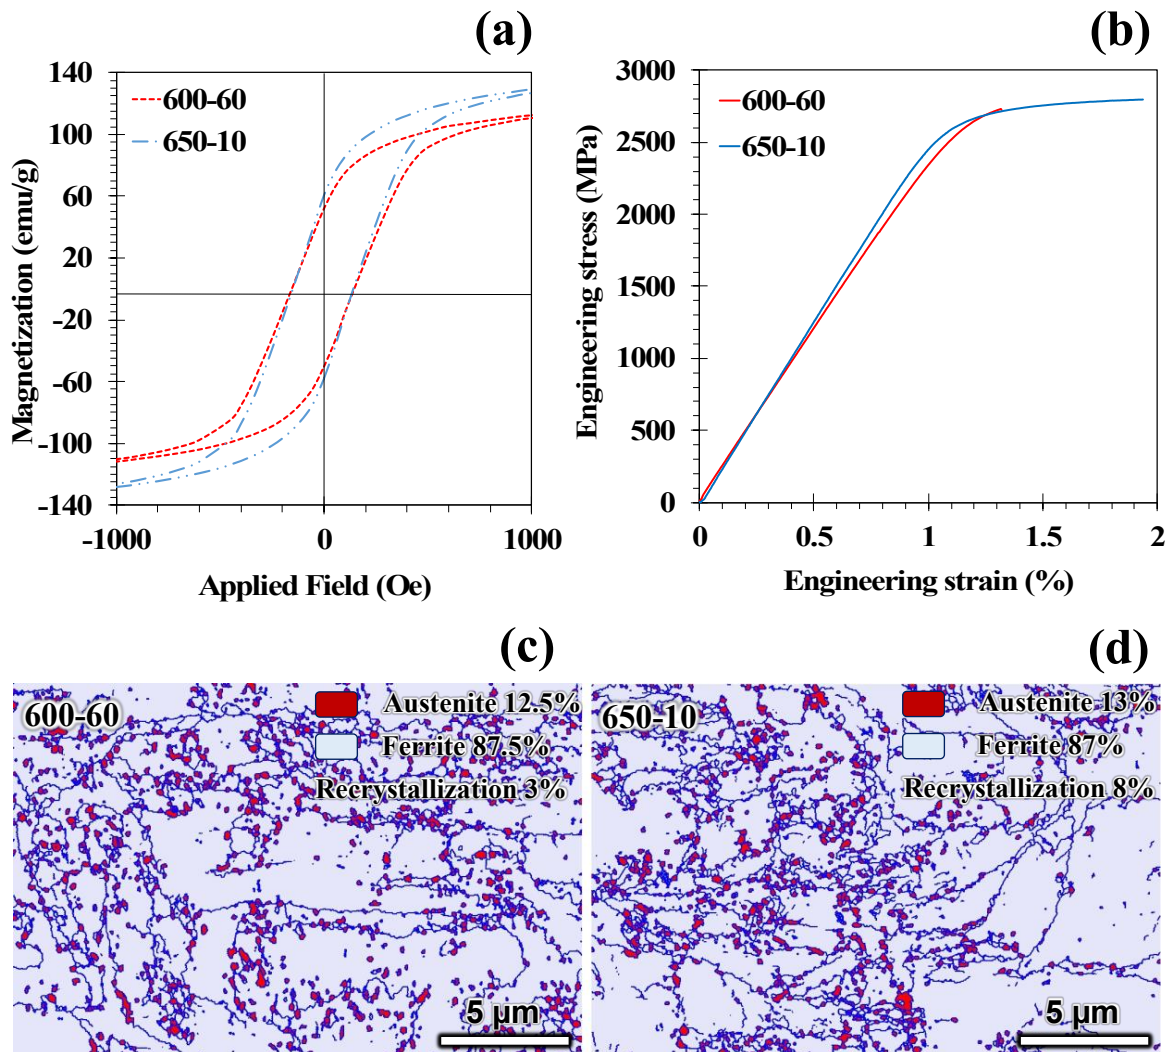 (a)
140
100
60
20
-20
-60
-100
-140
600-60
650-10
Magnetization (emu/g)
-1000
0
1000
Applied Field (Oe)
(b)
3000
2500
2000
1500
1000
500
0
600-60
650-10
Engineering stress (MPa)
0
0.5
1
1.5
2
Engineering strain (%)
(c)
600-60
Austenite 12.5%
Ferrite 87.5%
Recrystallization 3%
5 μm
(d)
650-10
Austenite 13%
Ferrite 87%
Recrystallization 8%
5 μm